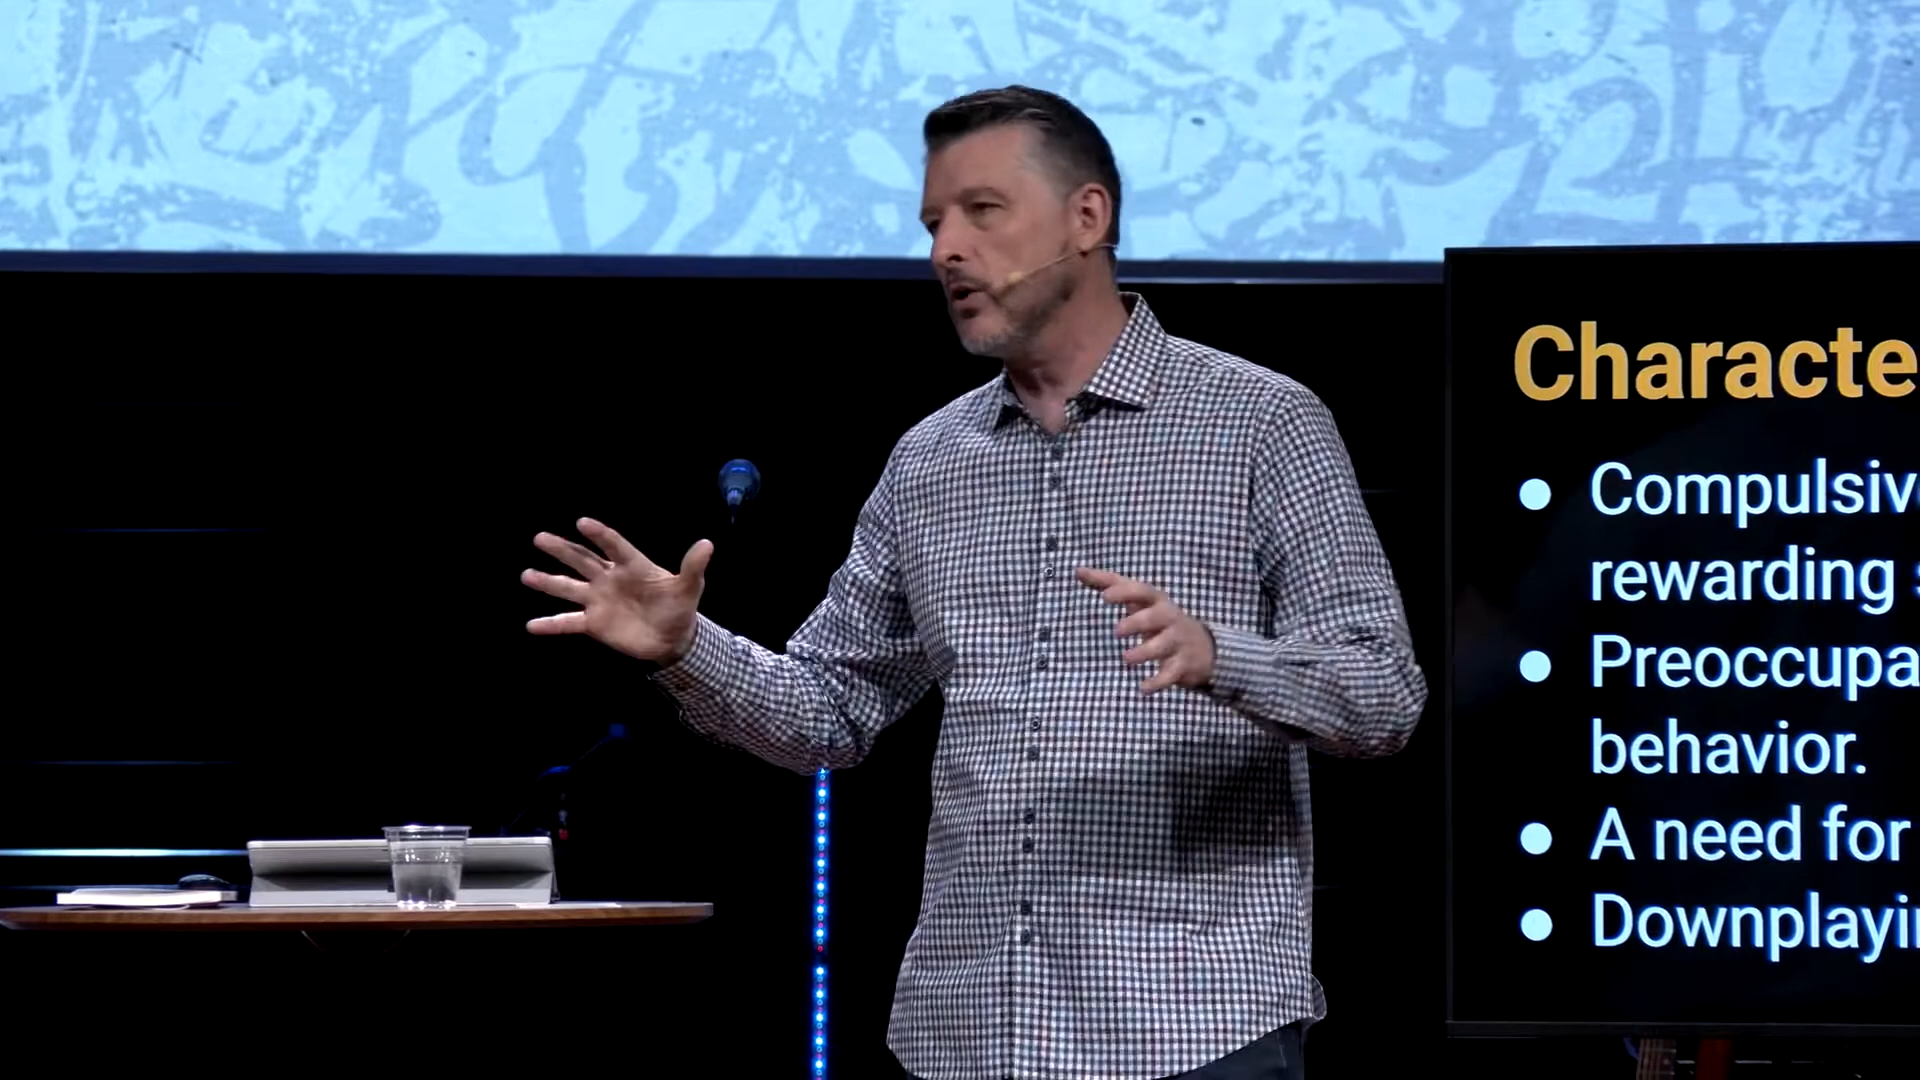 Characte
● Compulsiv
rewarding
● Preoccupa
behavior.
● A need for
● Downplayi